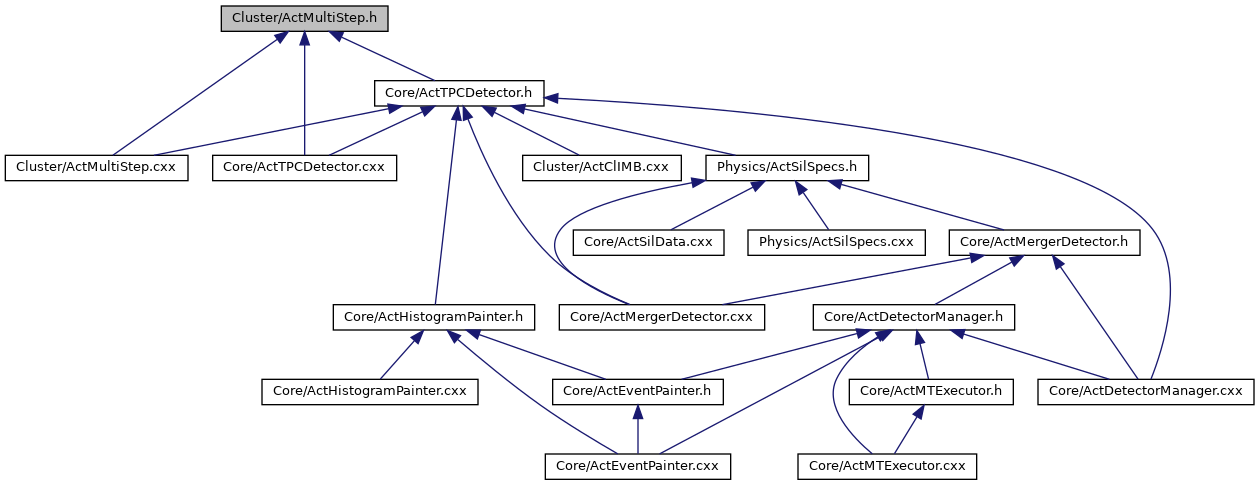 Cluster/ActMultiStep.h
Core/ActTPCDetector.h
Cluster/ActMultiStep.cxx
Core/ActTPCDetector.cxx
Cluster/ActClIMB.cxx
Physics/ActSilSpecs.h
Core/ActSilData.cxx
Physics/ActSilSpecs.cxx
Core/ActMergerDetector.h
Core/ActHistogramPainter.h
Core/ActMergerDetector.cxx
Core/ActDetectorManager.h
Core/ActHistogramPainter.cxx
Core/ActEventPainter.h
Core/ActMTExecutor.h
Core/ActDetectorManager.cxx
Core/ActEventPainter.cxx
Core/ActMTExecutor.cxx